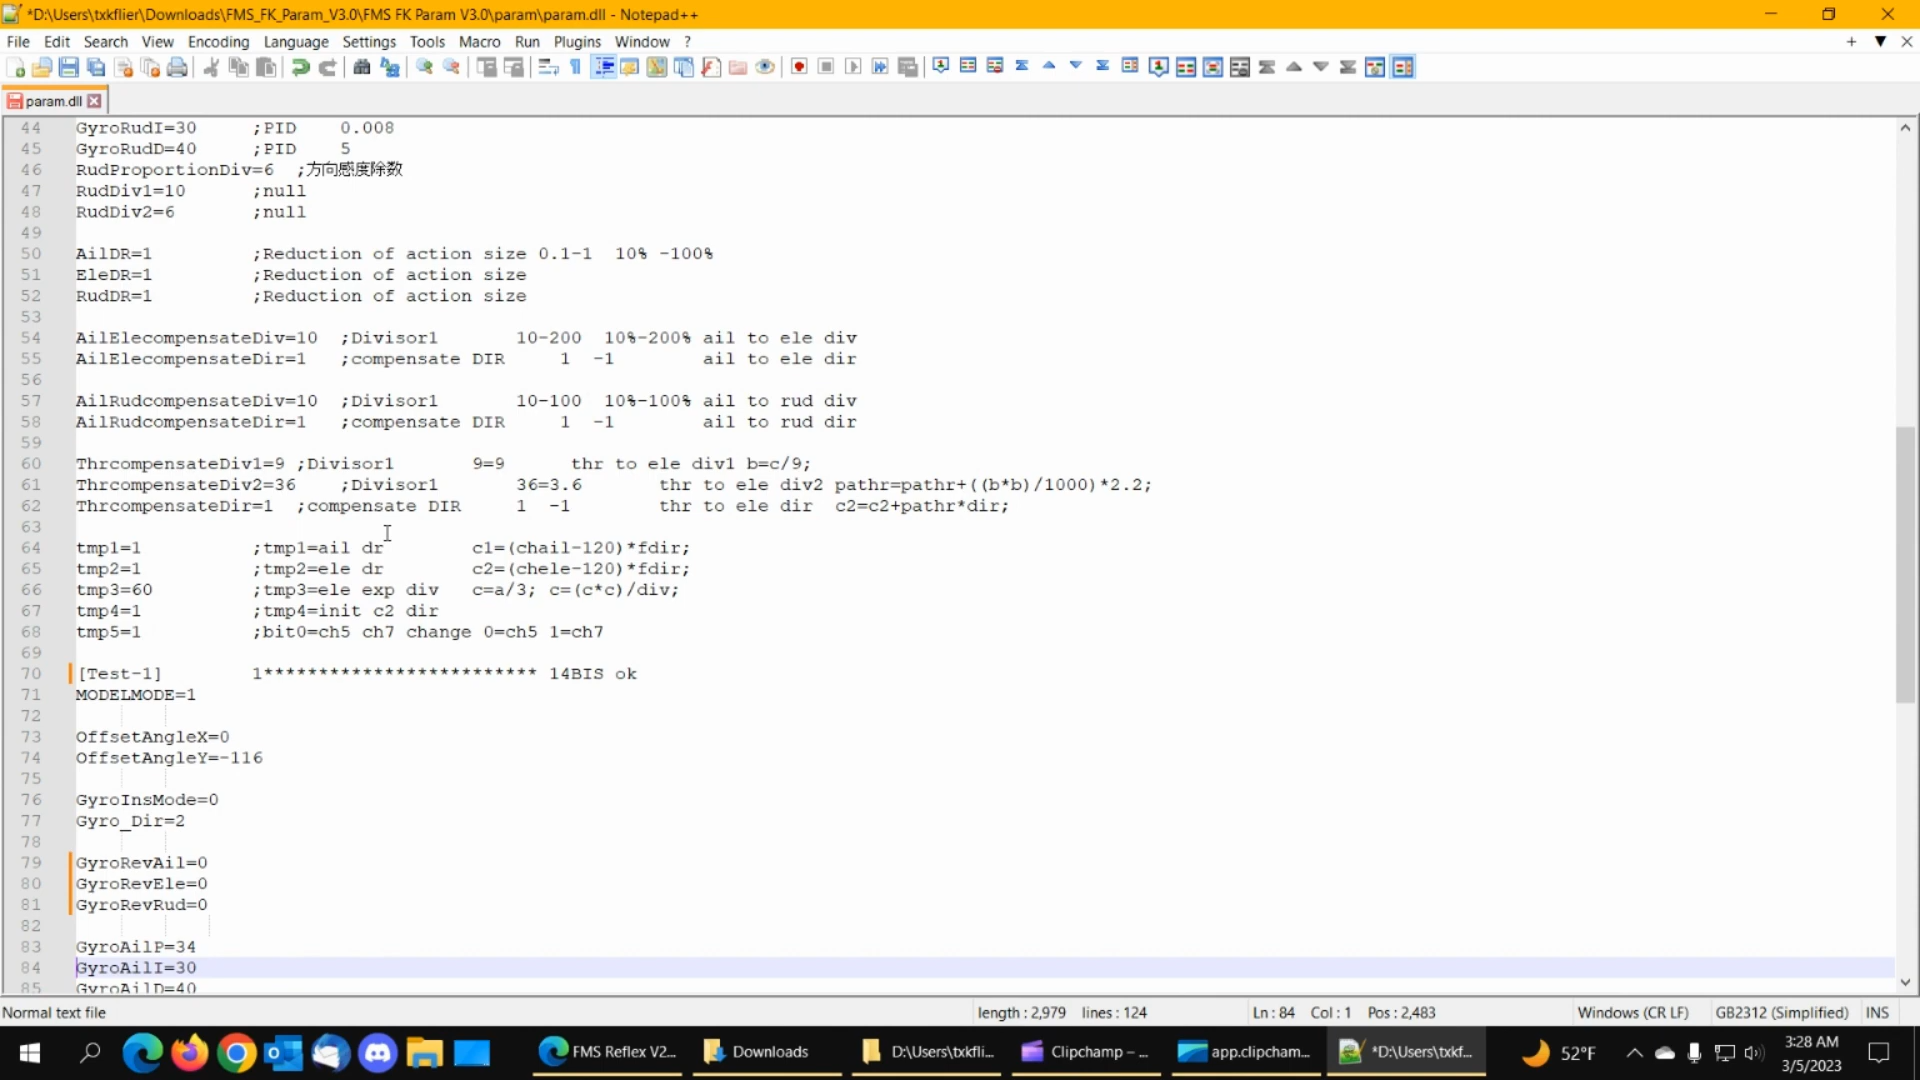 *D:\Users\txkflier\Downloads\FMS_FK_Param_V3.0\FMS FK Param V3.0\param\param.dll - Notepad++
File Edit Search View Encoding Language Settings Tools Macro Run Plugins Window ?
param.dll
44 GyroRudI=30 ;PID 0.008
45 GyroRudD=40 ;PID 5
46 RudProportionDiv=6 ;方向感度除数
47 RudDiv1=10 ;null
48 RudDiv2=6 ;null
49
50 AilDR=1 ;Reduction of action size 0.1-1 10% -100%
51 EleDR=1 ;Reduction of action size
52 RudDR=1 ;Reduction of action size
53
54 AilElecompensateDiv=10 ;Divisor1 10-200 10%-200% ail to ele div
55 AilElecompensateDir=1 ;compensate DIR 1 -1 ail to ele dir
56
57 AilRudcompensateDiv=10 ;Divisor1 10-100 10%-100% ail to rud div
58 AilRudcompensateDir=1 ;compensate DIR 1 -1 ail to rud dir
59
60 ThrcompensateDiv1=9 ;Divisor1 9=9 thr to ele div1 b=c/9;
61 ThrcompensateDiv2=36 ;Divisor1 36=3.6 thr to ele div2 pathr=pathr+((b*b)/1000)*2.2;
62 ThrcompensateDir=1 ;compensate DIR 1 -1 thr to ele dir c2=c2+pathr*dir;
63
64 tmp1=1 ;tmp1=ail dr c1=(chail-120)*fdir;
65 tmp2=1 ;tmp2=ele dr c2=(chele-120)*fdir;
66 tmp3=60 ;tmp3=ele exp div c=a/3; c=(c*c)/div;
67 tmp4=1 ;tmp4=init c2 dir
68 tmp5=1 ;bit0=ch5 ch7 change 0=ch5 1=ch7
69
70 [Test-1] 1************************* 14BIS ok
71 MODELMODE=1
72
73 OffsetAngleX=0
74 OffsetAngleY=-116
75
76 GyroInsMode=0
77 Gyro_Dir=2
78
79 GyroRevAil=0
80 GyroRevEle=0
81 GyroRevRud=0
82
83 GyroAilP=34
84 GyroAilI=30
85 GyroAilD=40
Normal text file length : 2,979 lines : 124 Ln : 84 Col : 1 Pos : 2,483 Windows (CR LF) GB2312 (Simplified) INS
FMS Reflex V2... Downloads D:\Users\txkfli... Clipchamp – ... app.clipcham... *D:\Users\txkf... 52°F 3:28 AM
3/5/2023